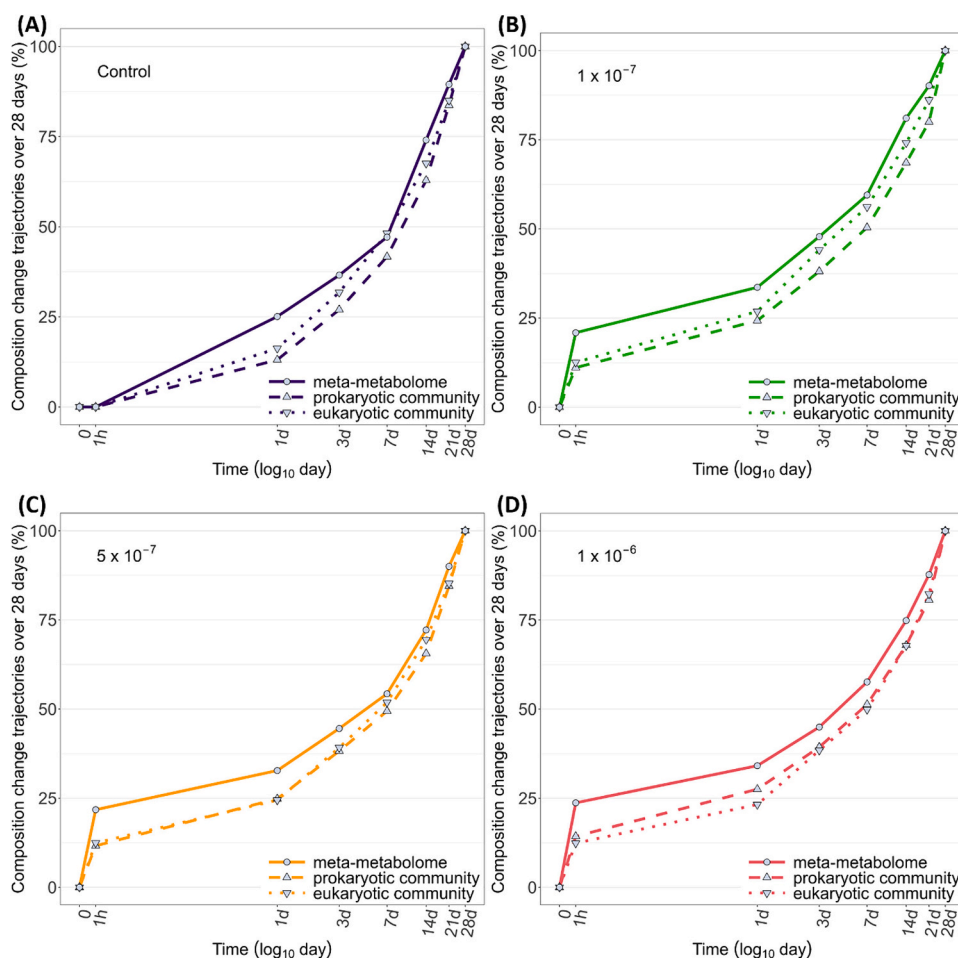 (A)
Composition change trajectories over 28 days (%)
100
75
50
25
0
Control
meta-metabolome
prokaryotic community
eukaryotic community
0 1h 1d 3d 7d 14d 21d 28d
Time (log₁₀ day)
(B)
Composition change trajectories over 28 days (%)
100
75
50
25
0
1 x 10⁻⁷
meta-metabolome
prokaryotic community
eukaryotic community
0 1h 1d 3d 7d 14d 21d 28d
Time (log₁₀ day)
(C)
Composition change trajectories over 28 days (%)
100
75
50
25
0
5 x 10⁻⁷
meta-metabolome
prokaryotic community
eukaryotic community
0 1h 1d 3d 7d 14d 21d 28d
Time (log₁₀ day)
(D)
Composition change trajectories over 28 days (%)
100
75
50
25
0
1 x 10⁻⁶
meta-metabolome
prokaryotic community
eukaryotic community
0 1h 1d 3d 7d 14d 21d 28d
Time (log₁₀ day)